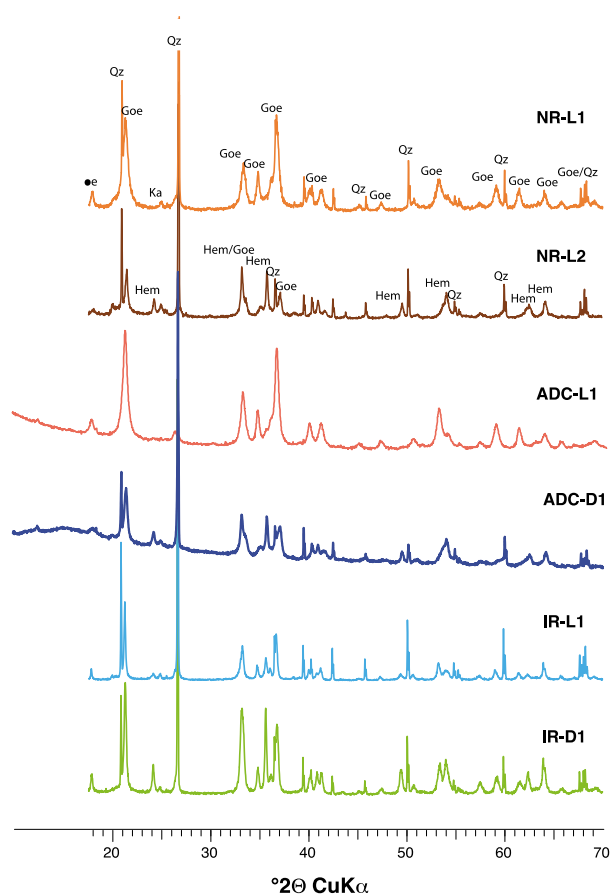 Qz
Qz
Goe
Goe
NR-L1
Goe
Goe
Qz
Goe
Qz
Goe/Qz
e
Ka
Goe
Qz
Goe
Goe
Goe
Hem/Goe
NR-L2
Hem
Qz
Qz
Hem
Goe
Hem
Qz
Hem
Hem
Hem
ADC-L1
ADC-D1
IR-L1
IR-D1
20 30 40 50 60 70
°2Θ CuKα